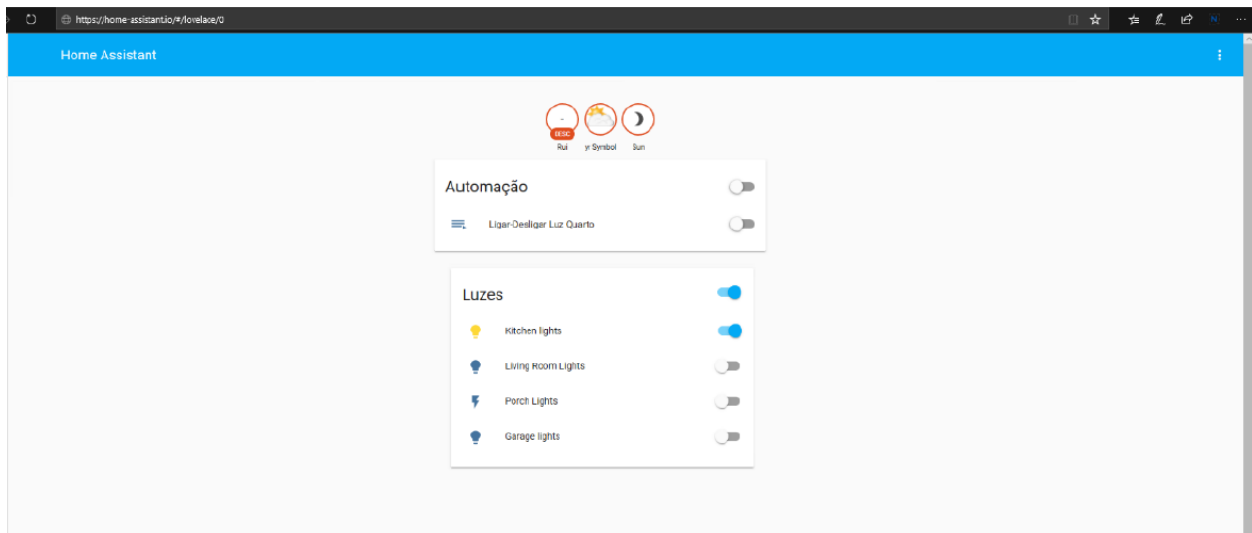 https://home-assistant.io/#/lovelace/0
Home Assistant
-
DESC
Rui
y: Symbol
Sun
Automação
Ligar-Desligar Luz Quarto
Luzes
Kitchen lights
Living Room Lights
Porch Lights
Garage lights